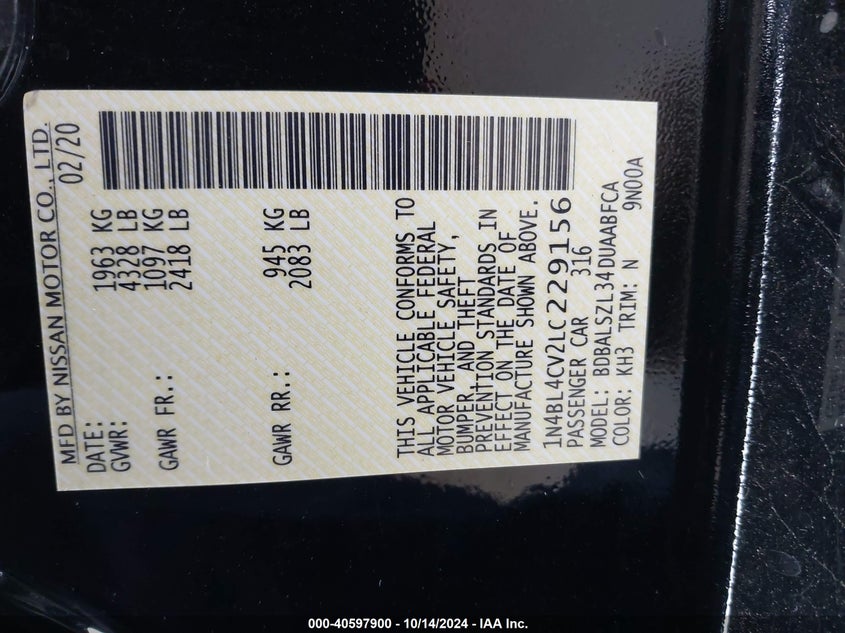 MFD BY NISSAN MOTOR CO., LTD.
DATE: 02/20
GVWR: 1963 KG
4328 LB
GAWR FR.: 1097 KG
2418 LB
GAWR RR.: 945 KG
2083 LB
THIS VEHICLE CONFORMS TO
ALL APPLICABLE FEDERAL
MOTOR VEHICLE SAFETY,
BUMPER, AND THEFT
PREVENTION STANDARDS IN
EFFECT ON THE DATE OF
MANUFACTURE SHOWN ABOVE.
1N4BL4CV2LC229156
PASSENGER CAR 316
MODEL: BDBALSZL34DUAABFCA
COLOR: KH3 TRIM: N 9N00A
000-40597900 - 10/14/2024 - IAA Inc.